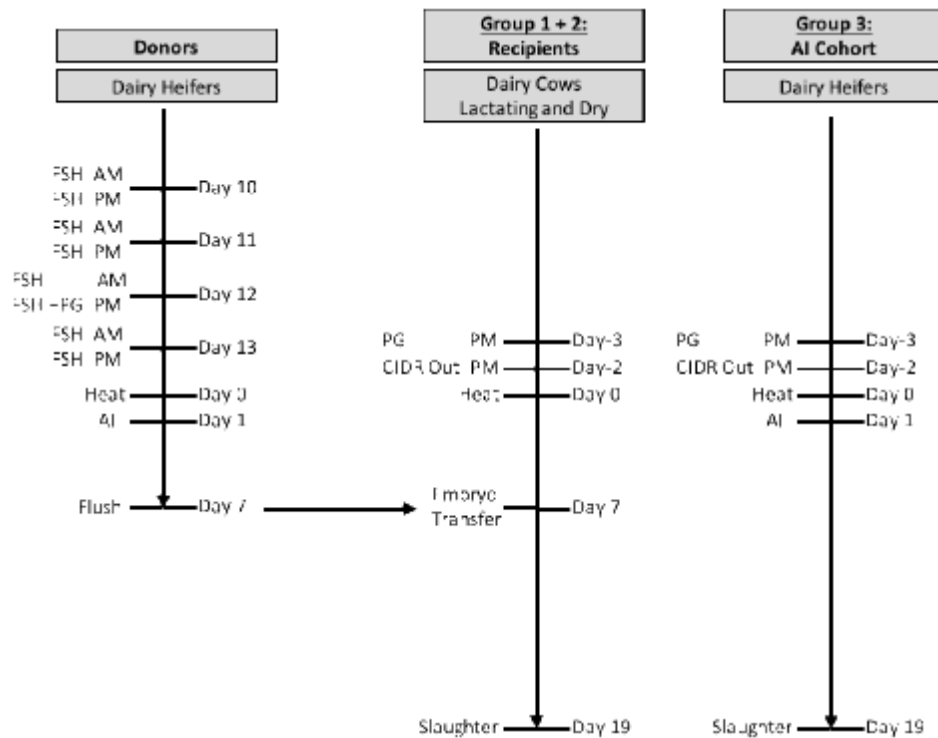 Donors
Dairy Heifers
FSH AM
FSH PM
Day 10
FSH AM
FSH PM
Day 11
FSH AM
FSH +PG PM
Day 12
FSH AM
FSH PM
Day 13
Heat Day 0
AI Day 1
Flush Day 7
Group 1 + 2:
Recipients
Dairy Cows
Lactating and Dry
PG PM Day-3
CIDR Out PM Day-2
Heat Day 0
Embryo
Transfer
Day 7
Slaughter Day 19
Group 3:
AI Cohort
Dairy Heifers
PG PM Day-3
CIDR Out PM Day-2
Heat Day 0
AI Day 1
Slaughter Day 19